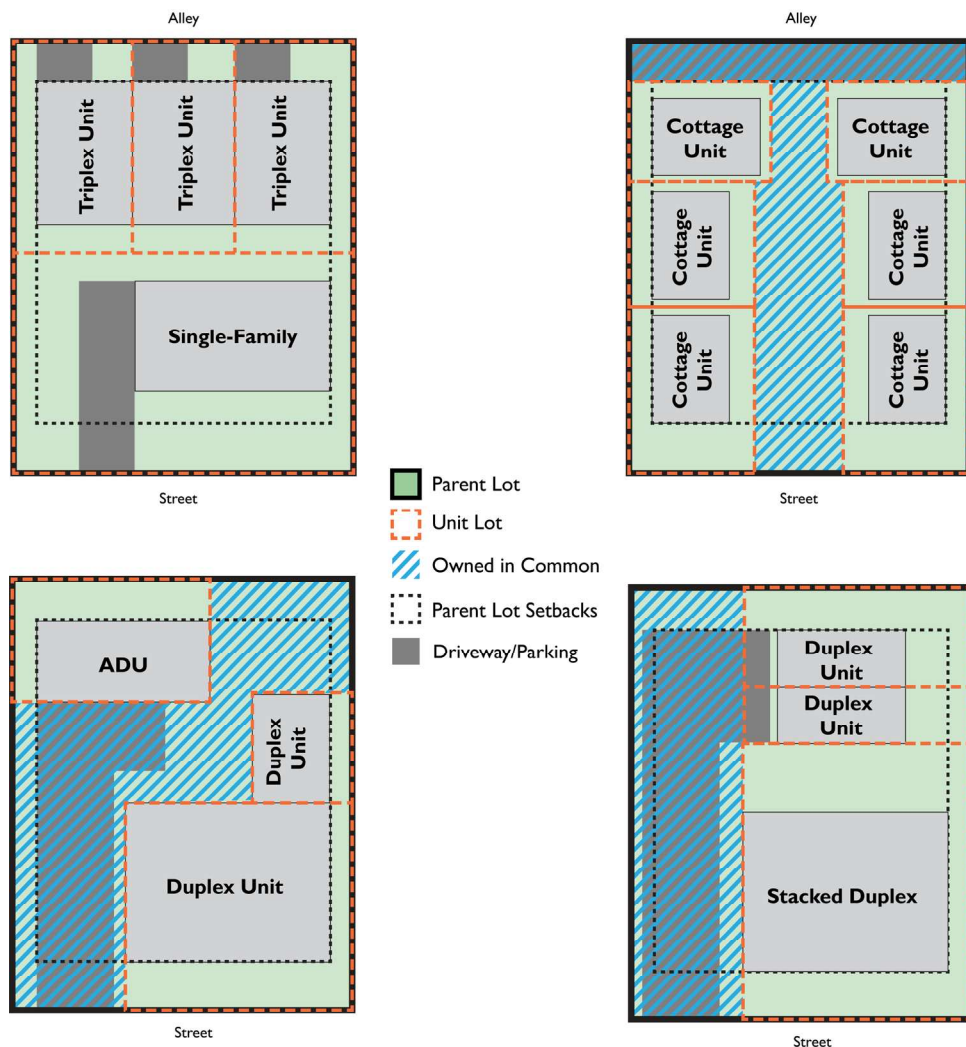 Alley
Triplex Unit
Triplex Unit
Triplex Unit
Single-Family
Street
Alley
Cottage
Unit
Cottage
Unit
Cottage
Unit
Cottage
Unit
Cottage
Unit
Cottage
Unit
Street
Parent Lot
Unit Lot
Owned in Common
Parent Lot Setbacks
Driveway/Parking
ADU
Duplex
Unit
Duplex Unit
Street
Duplex
Unit
Duplex
Unit
Stacked Duplex
Street